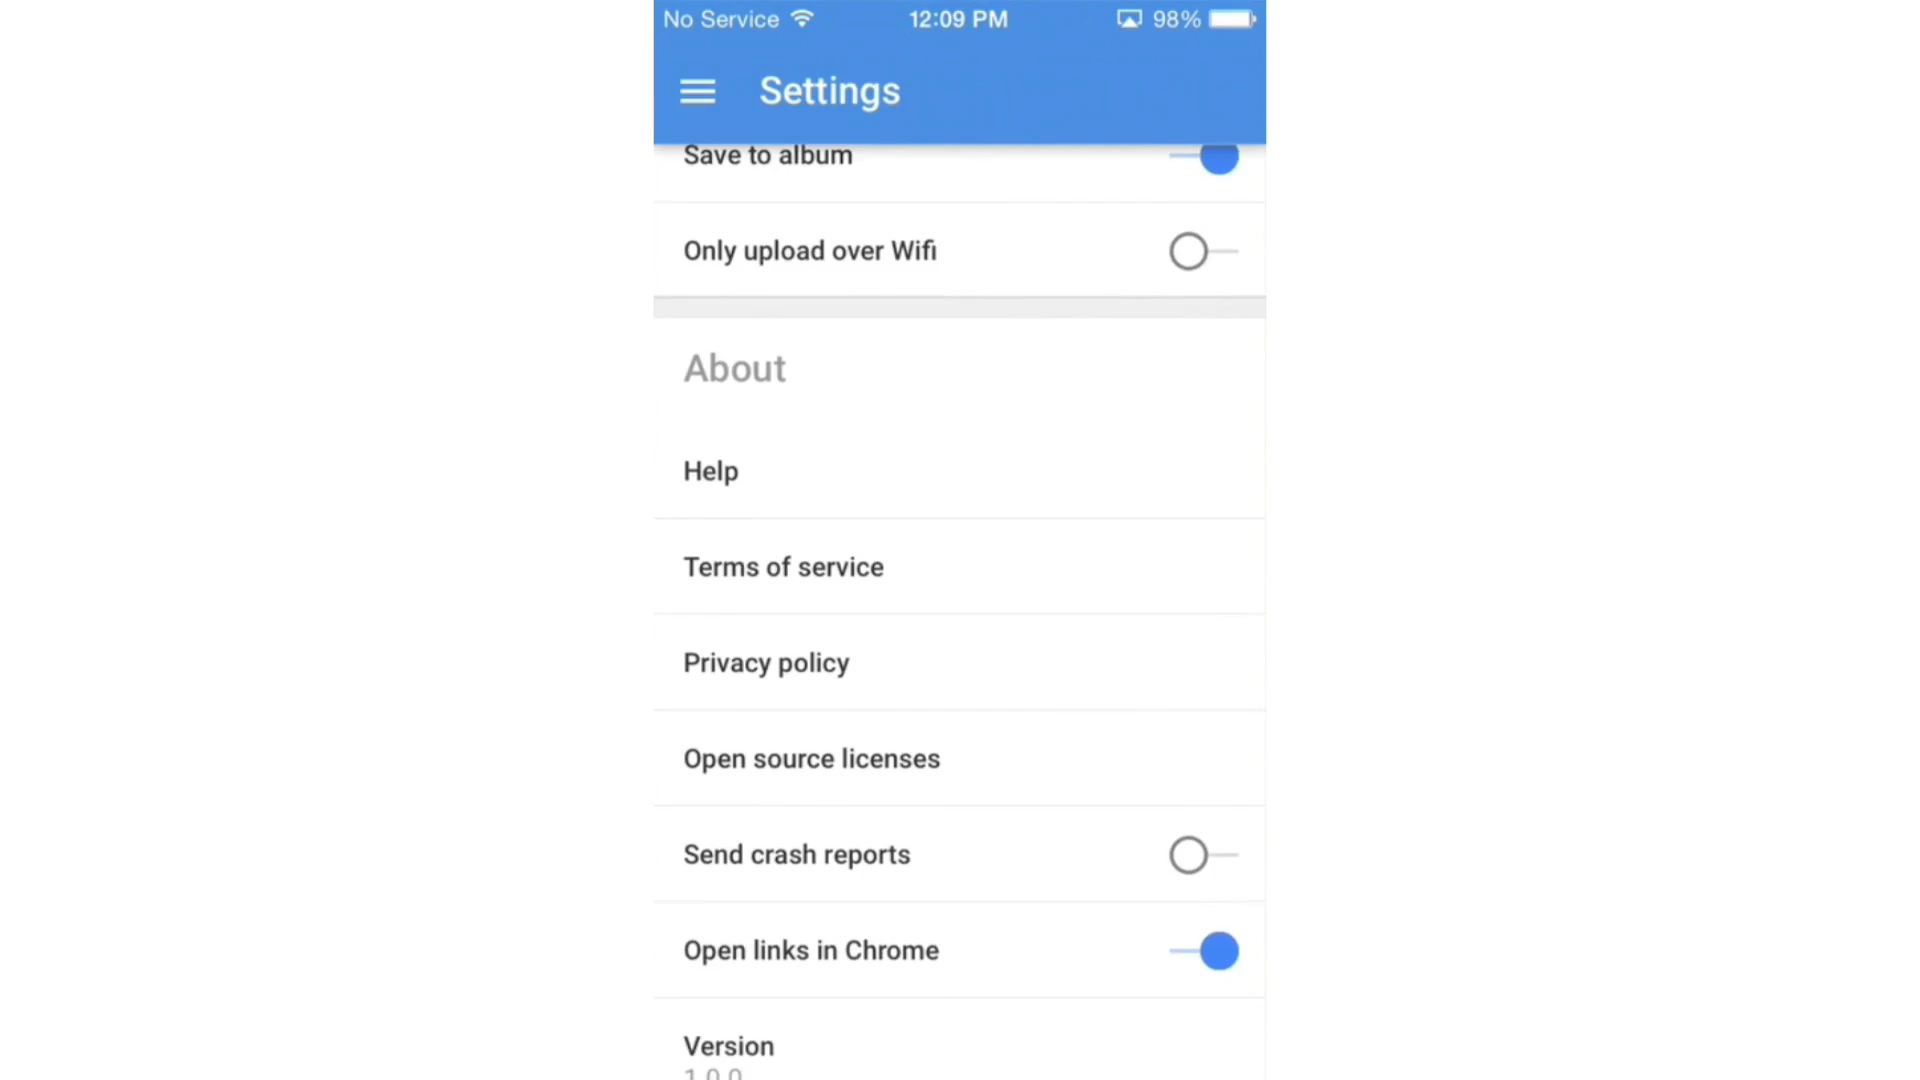 No Service 12:09 PM 98%
Settings
Save to album
Only upload over Wifi
About
Help
Terms of service
Privacy policy
Open source licenses
Send crash reports
Open links in Chrome
Version
1.0.0